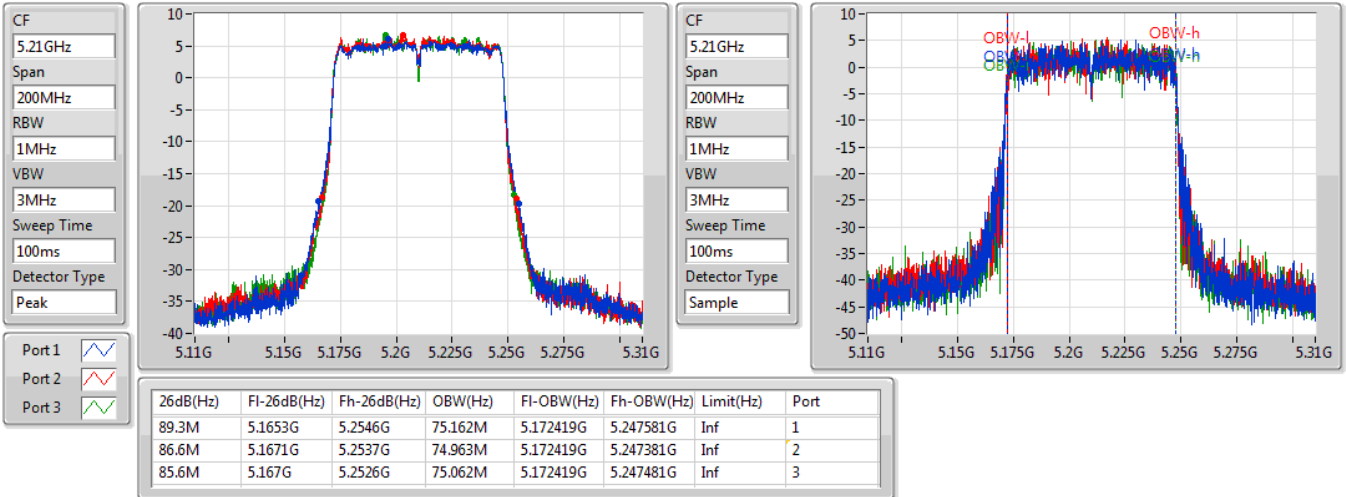 CF
5.21GHz
Span
200MHz
RBW
1MHz
VBW
3MHz
Sweep Time
100ms
Detector Type
Peak
10
5
0
-5
-10
-15
-20
-25
-30
-35
-40
5.11G 5.15G 5.175G 5.2G 5.225G 5.25G 5.275G 5.31G
CF
5.21GHz
Span
200MHz
RBW
1MHz
VBW
3MHz
Sweep Time
100ms
Detector Type
Sample
10
5
0
-5
-10
-15
-20
-25
-30
-35
-40
-45
-50
OBW-l OBW-h
5.11G 5.15G 5.175G 5.2G 5.225G 5.25G 5.275G 5.31G
Port 1
Port 2
Port 3
26dB(Hz) Fl-26dB(Hz) Fh-26dB(Hz) OBW(Hz) Fl-OBW(Hz) Fh-OBW(Hz) Limit(Hz) Port
89.3M 5.1653G 5.2546G 75.162M 5.172419G 5.247581G Inf 1
86.6M 5.1671G 5.2537G 74.963M 5.172419G 5.247381G Inf 2
85.6M 5.167G 5.2526G 75.062M 5.172419G 5.247481G Inf 3